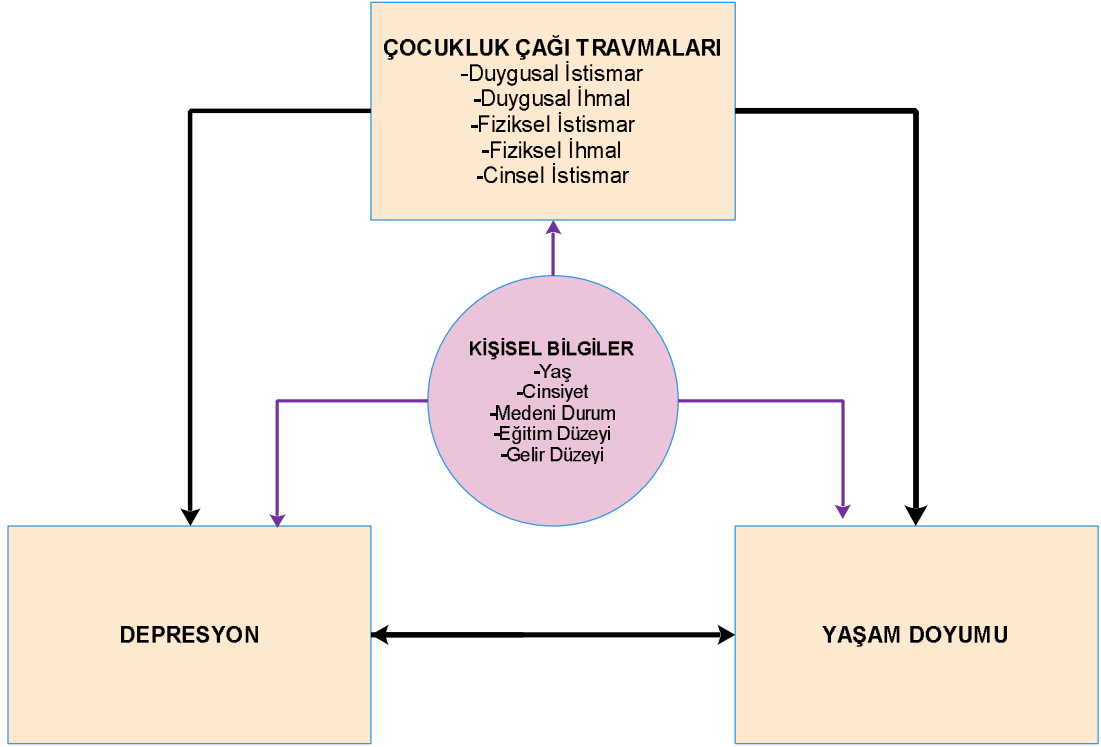 ÇOCUKLUK ÇAĞI TRAVMALARI
-Duygusal İstismar
-Duygusal İhmal
-Fiziksel İstismar
-Fiziksel İhmal
-Cinsel İstismar
KİŞİSEL BİLGİLER
-Yaş
-Cinsiyet
-Medeni Durum
-Eğitim Düzeyi
-Gelir Düzeyi
DEPRESYON
YAŞAM DOYUMU